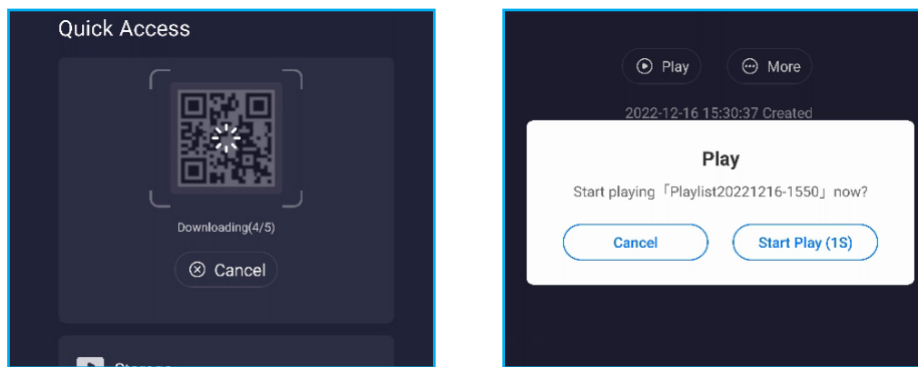 Quick Access
Downloading(4/5)
Cancel
Play
More
2022-12-16 15:30:37 Created
Play
Start playing「Playlist20221216-1550」now?
Cancel
Start Play (1S)